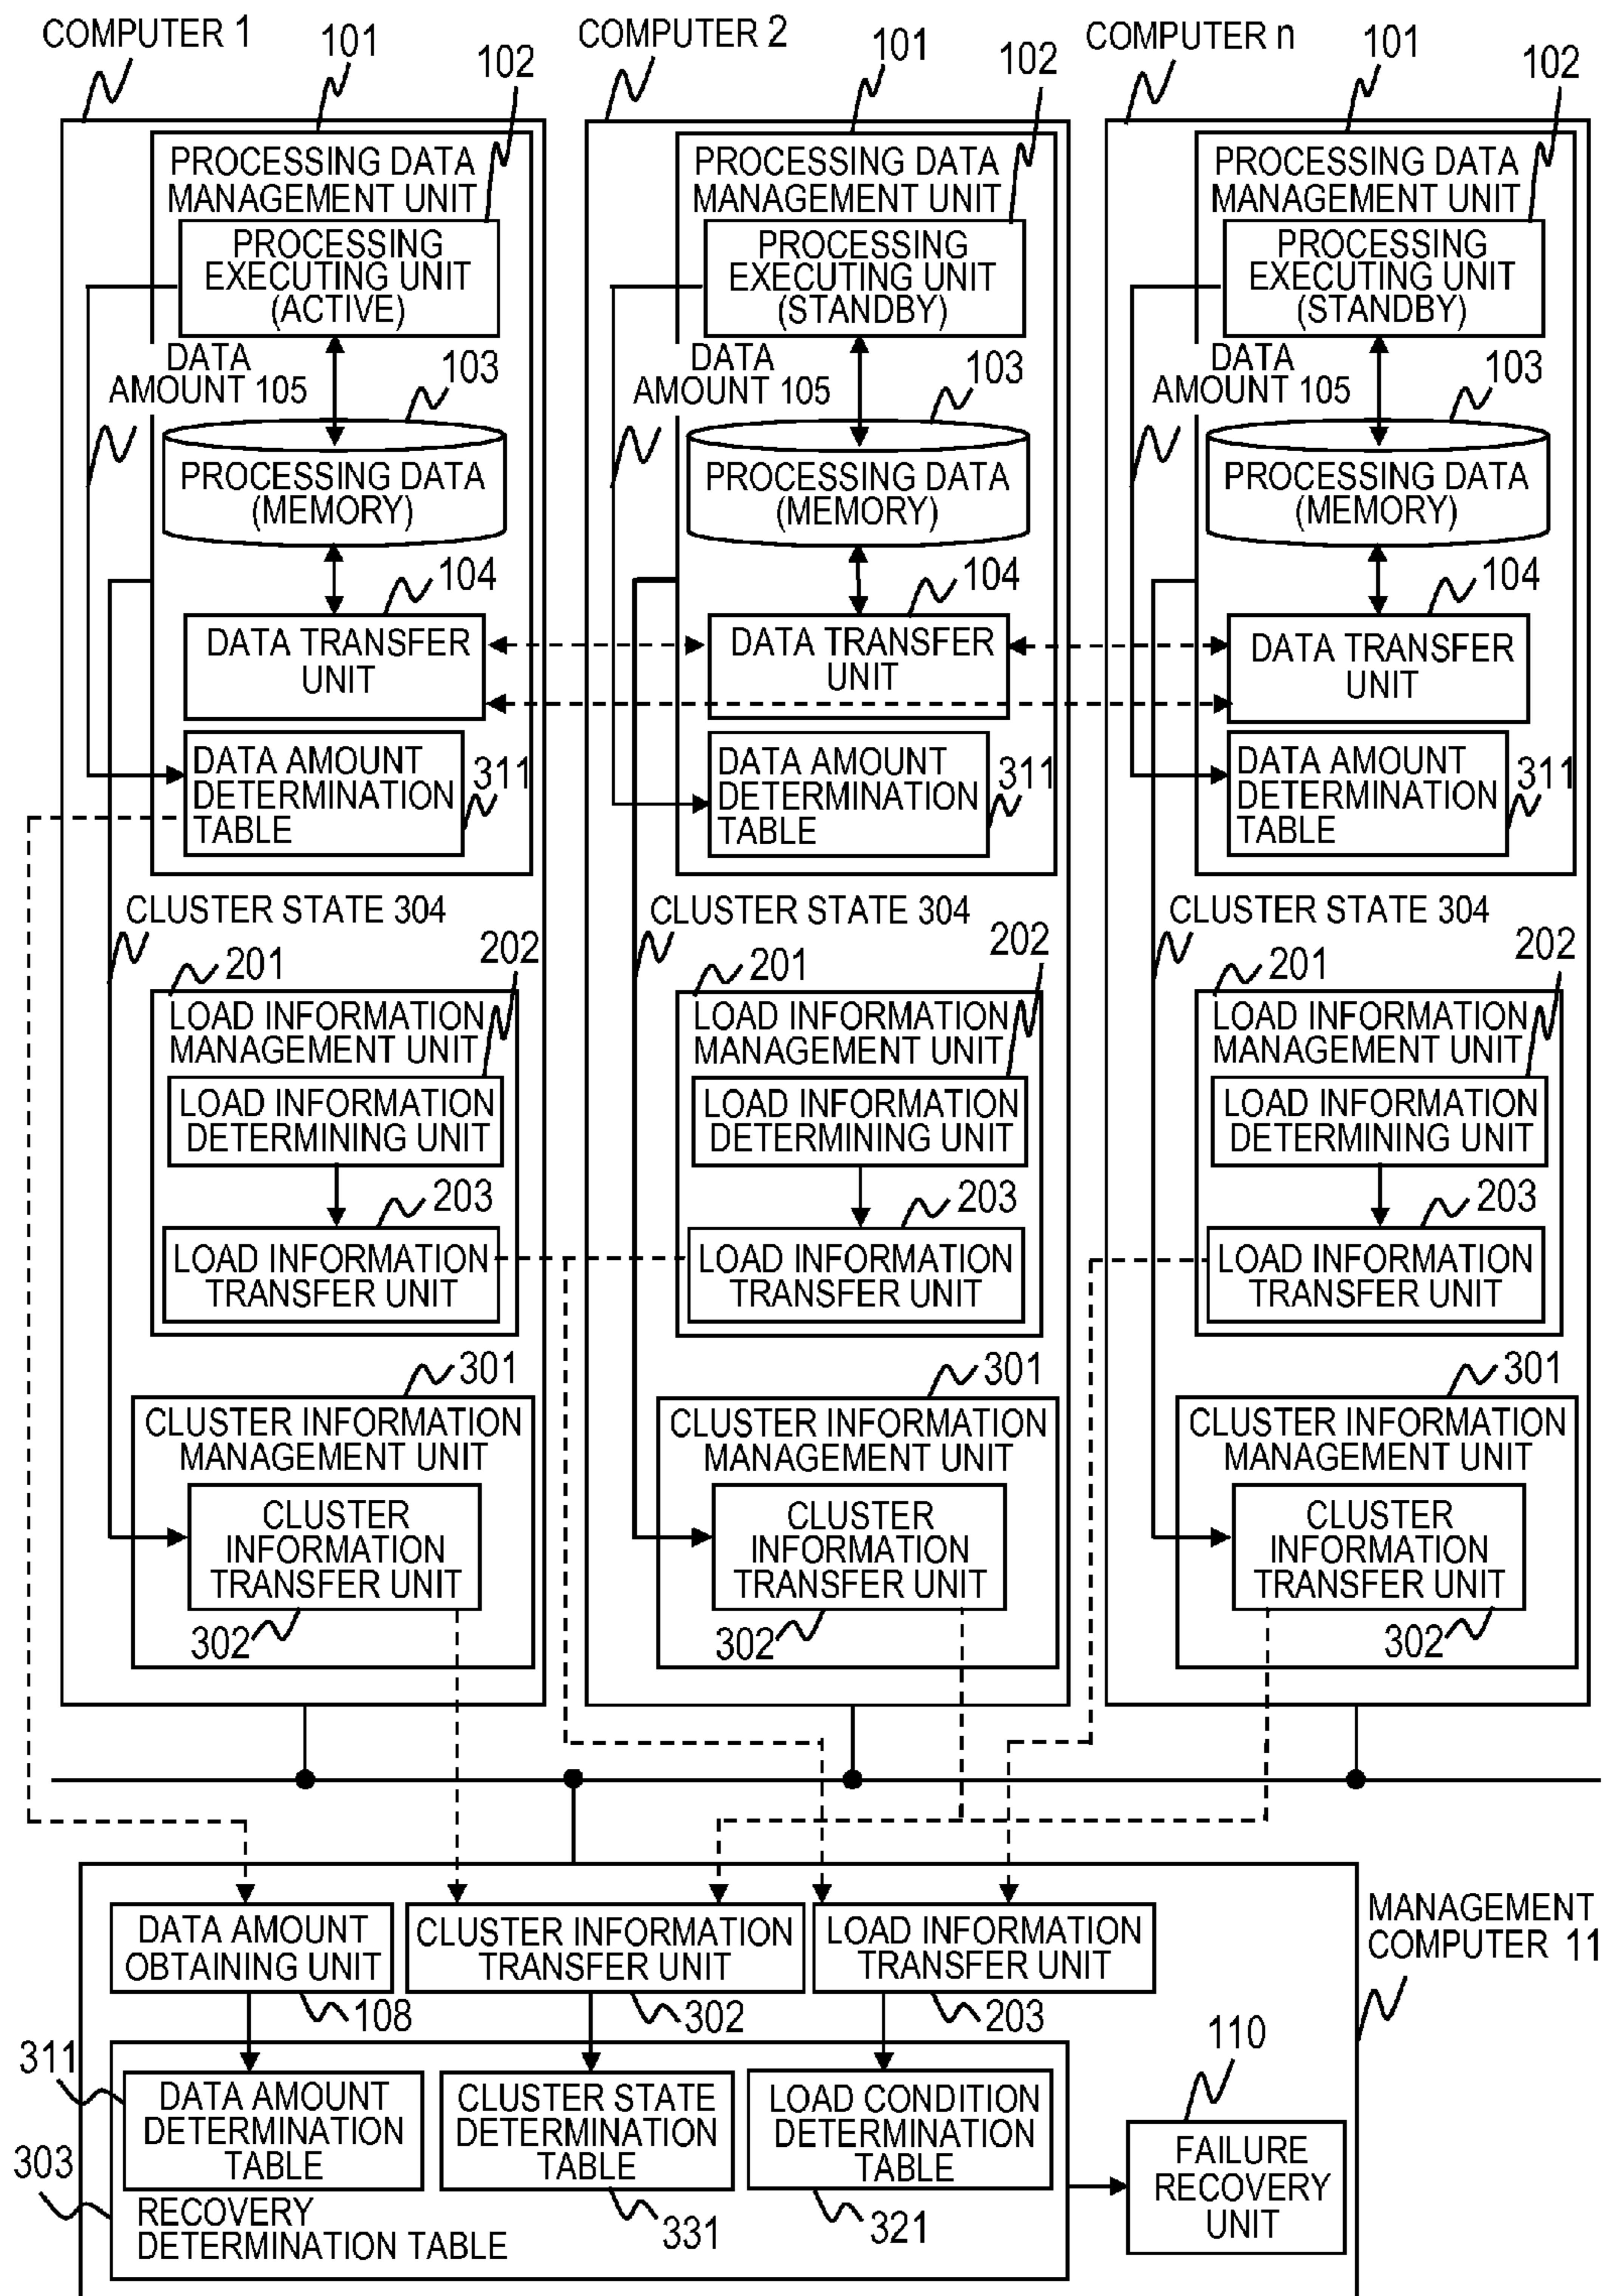 COMPUTER 1
101
102
PROCESSING DATA
MANAGEMENT UNIT
PROCESSING
EXECUTING UNIT
(ACTIVE)
DATA
AMOUNT 105
103
PROCESSING DATA
(MEMORY)
104
DATA TRANSFER
UNIT
DATA AMOUNT
DETERMINATION
TABLE
311
CLUSTER STATE 304
201
202
LOAD INFORMATION
MANAGEMENT UNIT
LOAD INFORMATION
DETERMINING UNIT
203
LOAD INFORMATION
TRANSFER UNIT
301
CLUSTER INFORMATION
MANAGEMENT UNIT
CLUSTER
INFORMATION
TRANSFER UNIT
302
COMPUTER 2
101
102
PROCESSING DATA
MANAGEMENT UNIT
PROCESSING
EXECUTING UNIT
(STANDBY)
DATA
AMOUNT 105
103
PROCESSING DATA
(MEMORY)
104
DATA TRANSFER
UNIT
DATA AMOUNT
DETERMINATION
TABLE
311
CLUSTER STATE 304
201
202
LOAD INFORMATION
MANAGEMENT UNIT
LOAD INFORMATION
DETERMINING UNIT
203
LOAD INFORMATION
TRANSFER UNIT
301
CLUSTER INFORMATION
MANAGEMENT UNIT
CLUSTER
INFORMATION
TRANSFER UNIT
302
COMPUTER n
101
102
PROCESSING DATA
MANAGEMENT UNIT
PROCESSING
EXECUTING UNIT
(STANDBY)
DATA
AMOUNT 105
103
PROCESSING DATA
(MEMORY)
104
DATA TRANSFER
UNIT
DATA AMOUNT
DETERMINATION
TABLE
311
CLUSTER STATE 304
201
202
LOAD INFORMATION
MANAGEMENT UNIT
LOAD INFORMATION
DETERMINING UNIT
203
LOAD INFORMATION
TRANSFER UNIT
301
CLUSTER INFORMATION
MANAGEMENT UNIT
CLUSTER
INFORMATION
TRANSFER UNIT
302
MANAGEMENT
COMPUTER 11
DATA AMOUNT
OBTAINING UNIT
108
CLUSTER INFORMATION
TRANSFER UNIT
302
LOAD INFORMATION
TRANSFER UNIT
203
110
311
DATA AMOUNT
DETERMINATION
TABLE
CLUSTER STATE
DETERMINATION
TABLE
331
LOAD CONDITION
DETERMINATION
TABLE
321
303
RECOVERY
DETERMINATION TABLE
FAILURE
RECOVERY
UNIT